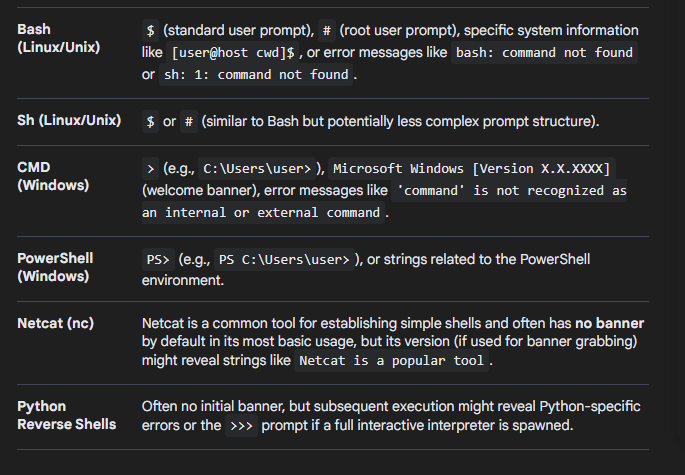 Bash
(Linux/Unix)
$ (standard user prompt), # (root user prompt), specific system information
like [user@host cwd]$, or error messages like bash: command not found
or sh: 1: command not found.
Sh (Linux/Unix)
$ or # (similar to Bash but potentially less complex prompt structure).
CMD
(Windows)
> (e.g., C:\Users\user>), Microsoft Windows [Version X.X.XXXX]
(welcome banner), error messages like 'command' is not recognized as
an internal or external command.
PowerShell
(Windows)
PS> (e.g., PS C:\Users\user>), or strings related to the PowerShell
environment.
Netcat (nc)
Netcat is a common tool for establishing simple shells and often has no banner
by default in its most basic usage, but its version (if used for banner grabbing)
might reveal strings like Netcat is a popular tool.
Python
Reverse Shells
Often no initial banner, but subsequent execution might reveal Python-specific
errors or the >>> prompt if a full interactive interpreter is spawned.